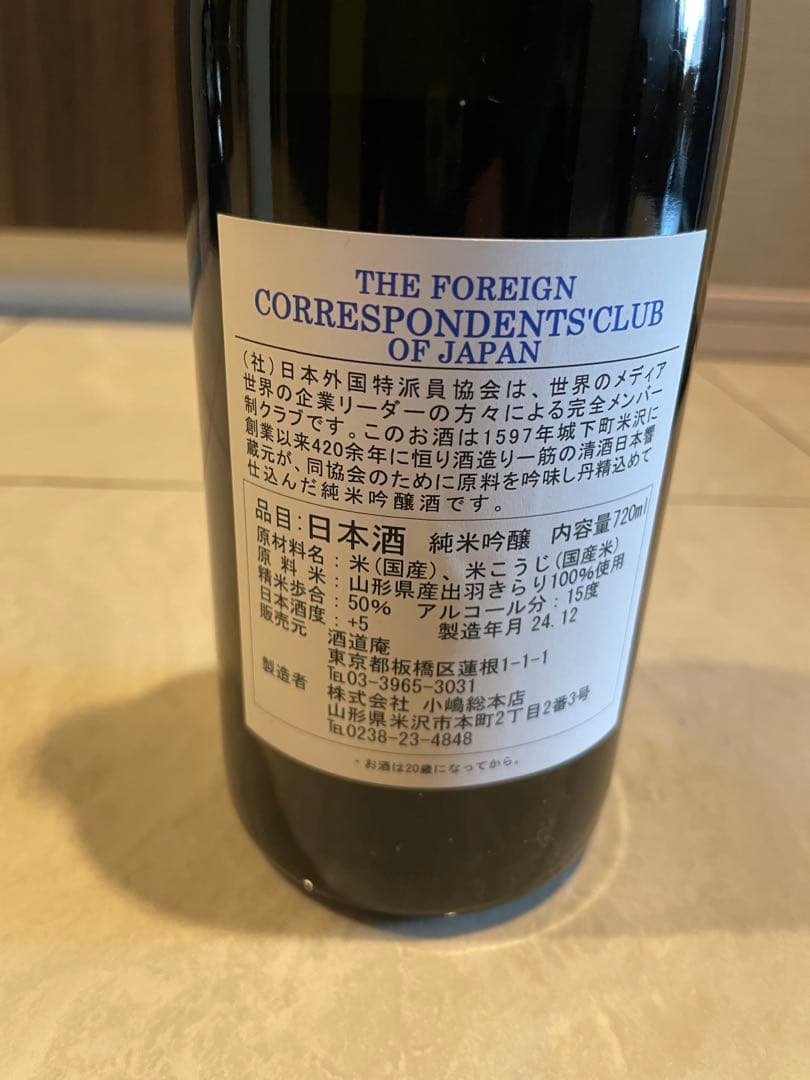 THE FOREIGN
CORRESPONDENTS'CLUB
OF JAPAN
(社)日本外国特派員協会は、世界のメディア
世界の企業リーダーの方々による完全メンバー
制クラブです。このお酒は1597年城下町米沢に
創業以来420余年に恒り酒造り一筋の清酒日本響
蔵元が、同協会のために原料を吟味し丹精込めて
仕込んだ純米吟醸酒です。
品目:日本酒 純米吟醸 内容量720ml
原材料名:米(国産)、米こうじ(国産米)
原料米:山形県産出羽きらり100%使用
精米歩合:50% アルコール分:15度
日本酒度:+5 製造年月 24.12
販売元 酒道庵
東京都板橋区蓮根1-1-1
℡03-3965-3031
製造者 株式会社 小嶋総本店
山形県米沢市本町2丁目2番3号
℡0238-23-4848
・お酒は20歳になってから。